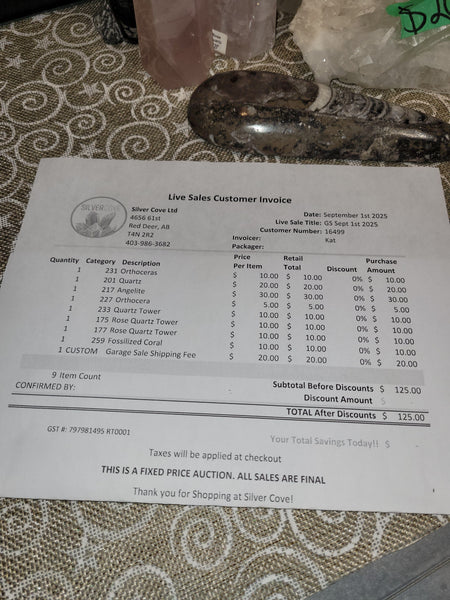 $20
Live Sales Customer Invoice
SILVER COVE
Silver Cove Ltd
4656 61st
Red Deer, AB
T4N 2R2
403-986-3682
Date: September 1st 2025
Live Sale Title: GS Sept 1st 2025
Customer Number: 16499
Invoicer: Kat
Packager:
Quantity Category Description Price Per Item Retail Total Discount Purchase Amount
1 231 Orthoceras $ 10.00 $ 10.00 0% $ 10.00
1 201 Quartz $ 20.00 $ 20.00 0% $ 20.00
1 217 Angelite $ 30.00 $ 30.00 0% $ 30.00
1 227 Orthocera $ 5.00 $ 5.00 0% $ 5.00
1 233 Quartz Tower $ 10.00 $ 10.00 0% $ 10.00
1 175 Rose Quartz Tower $ 10.00 $ 10.00 0% $ 10.00
1 177 Rose Quartz Tower $ 10.00 $ 10.00 0% $ 10.00
1 259 Fossilized Coral $ 10.00 $ 10.00 0% $ 10.00
1 CUSTOM Garage Sale Shipping Fee $ 20.00 $ 20.00 0% $ 20.00
9 Item Count
Subtotal Before Discounts $ 125.00
CONFIRMED BY:
Discount Amount $
TOTAL After Discounts $ 125.00
GST #: 797981495 RT0001
Your Total Savings Today!! $
Taxes will be applied at checkout
THIS IS A FIXED PRICE AUCTION. ALL SALES ARE FINAL
Thank you for Shopping at Silver Cove!